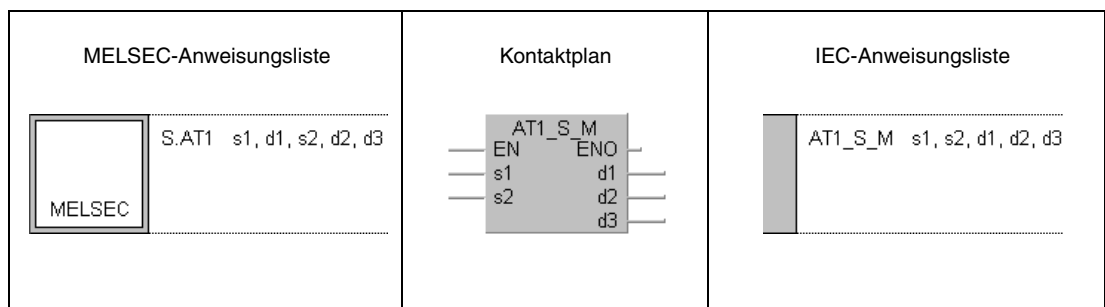 MELSEC-Anweisungsliste
Kontaktplan
IEC-Anweisungsliste
S.AT1 s1, d1, s2, d2, d3
MELSEC
AT1_S_M
EN ENO
s1 d1
s2 d2
d3
AT1_S_M s1, s2, d1, d2, d3